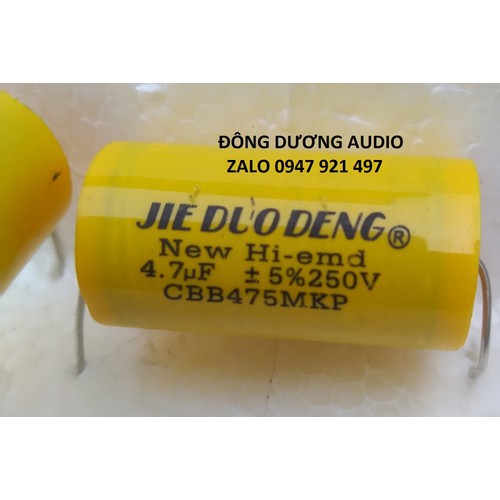 ĐÔNG DƯƠNG AUDIO
ZALO 0947 921 497
JIE DUO DENG®
New Hi-emd
4.7µF ±5%250V
CBB475MKP